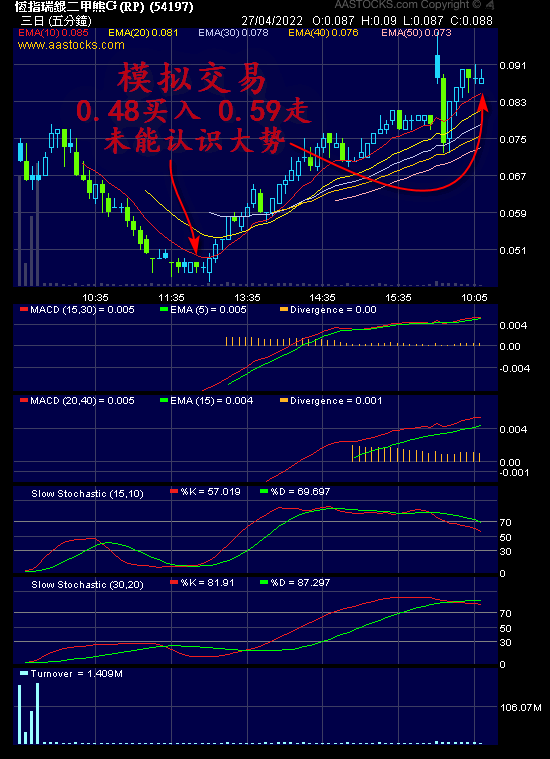 恆指瑞銀二甲熊G (RP) (54197)
AASTOCKS.com Copyright ©
三日 (五分鐘) 27/04/2022 O:0.087 H:0.09 L:0.087 C:0.088
EMA(10) 0.085 EMA(20) 0.081 EMA(30) 0.078 EMA(40) 0.076 EMA(50) 0.073
www.aastocks.com
模拟交易
0.48买入 0.59走
未能认识大势
0.091
0.083
0.075
0.067
0.059
0.051
10:35 11:35 13:35 14:35 15:35 10:05
MACD (15,30) = 0.005 EMA (5) = 0.005 Divergence = 0.00
0.004
0.00
-0.004
MACD (20,40) = 0.005 EMA (15) = 0.004 Divergence = 0.001
0.004
0.00
-0.001
Slow Stochastic (15,10) %K = 57.019 %D = 69.697
70
50
30
0
Slow Stochastic (30,20) %K = 81.91 %D = 87.297
70
50
30
0
Turnover = 1.409M
106.07M